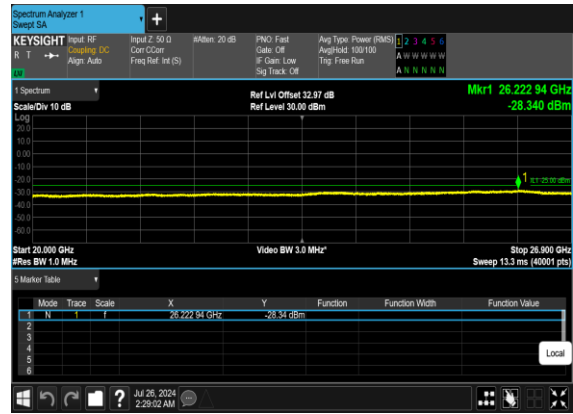 Spectrum Analyzer 1
Swept SA
+
KEYSIGHT Input: RF Input Z: 50 Ω #Atten: 20 dB PNO: Fast Avg Type: Power (RMS) 1 2 3 4 5 6
R T Coupling: DC Corr CCorr Gate: Off Avg|Hold: 100/100 A W W W W W
Align: Auto Freq Ref: Int (S) IF Gain: Low Trig: Free Run
Sig Track: Off A N N N N N
1 Spectrum Ref Lvl Offset 32.97 dB Mkr1 26.222 94 GHz
Scale/Div 10 dB Ref Level 30.00 dBm -28.340 dBm
Log
20.0
10.0
0.00
-10.0
-20.0 1 -25.00 dBm
-30.0
-40.0
-50.0
-60.0
Start 20.000 GHz Video BW 3.0 MHz* Stop 26.900 GHz
#Res BW 1.0 MHz Sweep 13.3 ms (40001 pts)
5 Marker Table
Mode Trace Scale X Y Function Function Width Function Value
1 N 1 f 26.222 94 GHz -28.34 dBm
2
3
4
5
6
Local
? Jul 26, 2024
2:29:02 AM